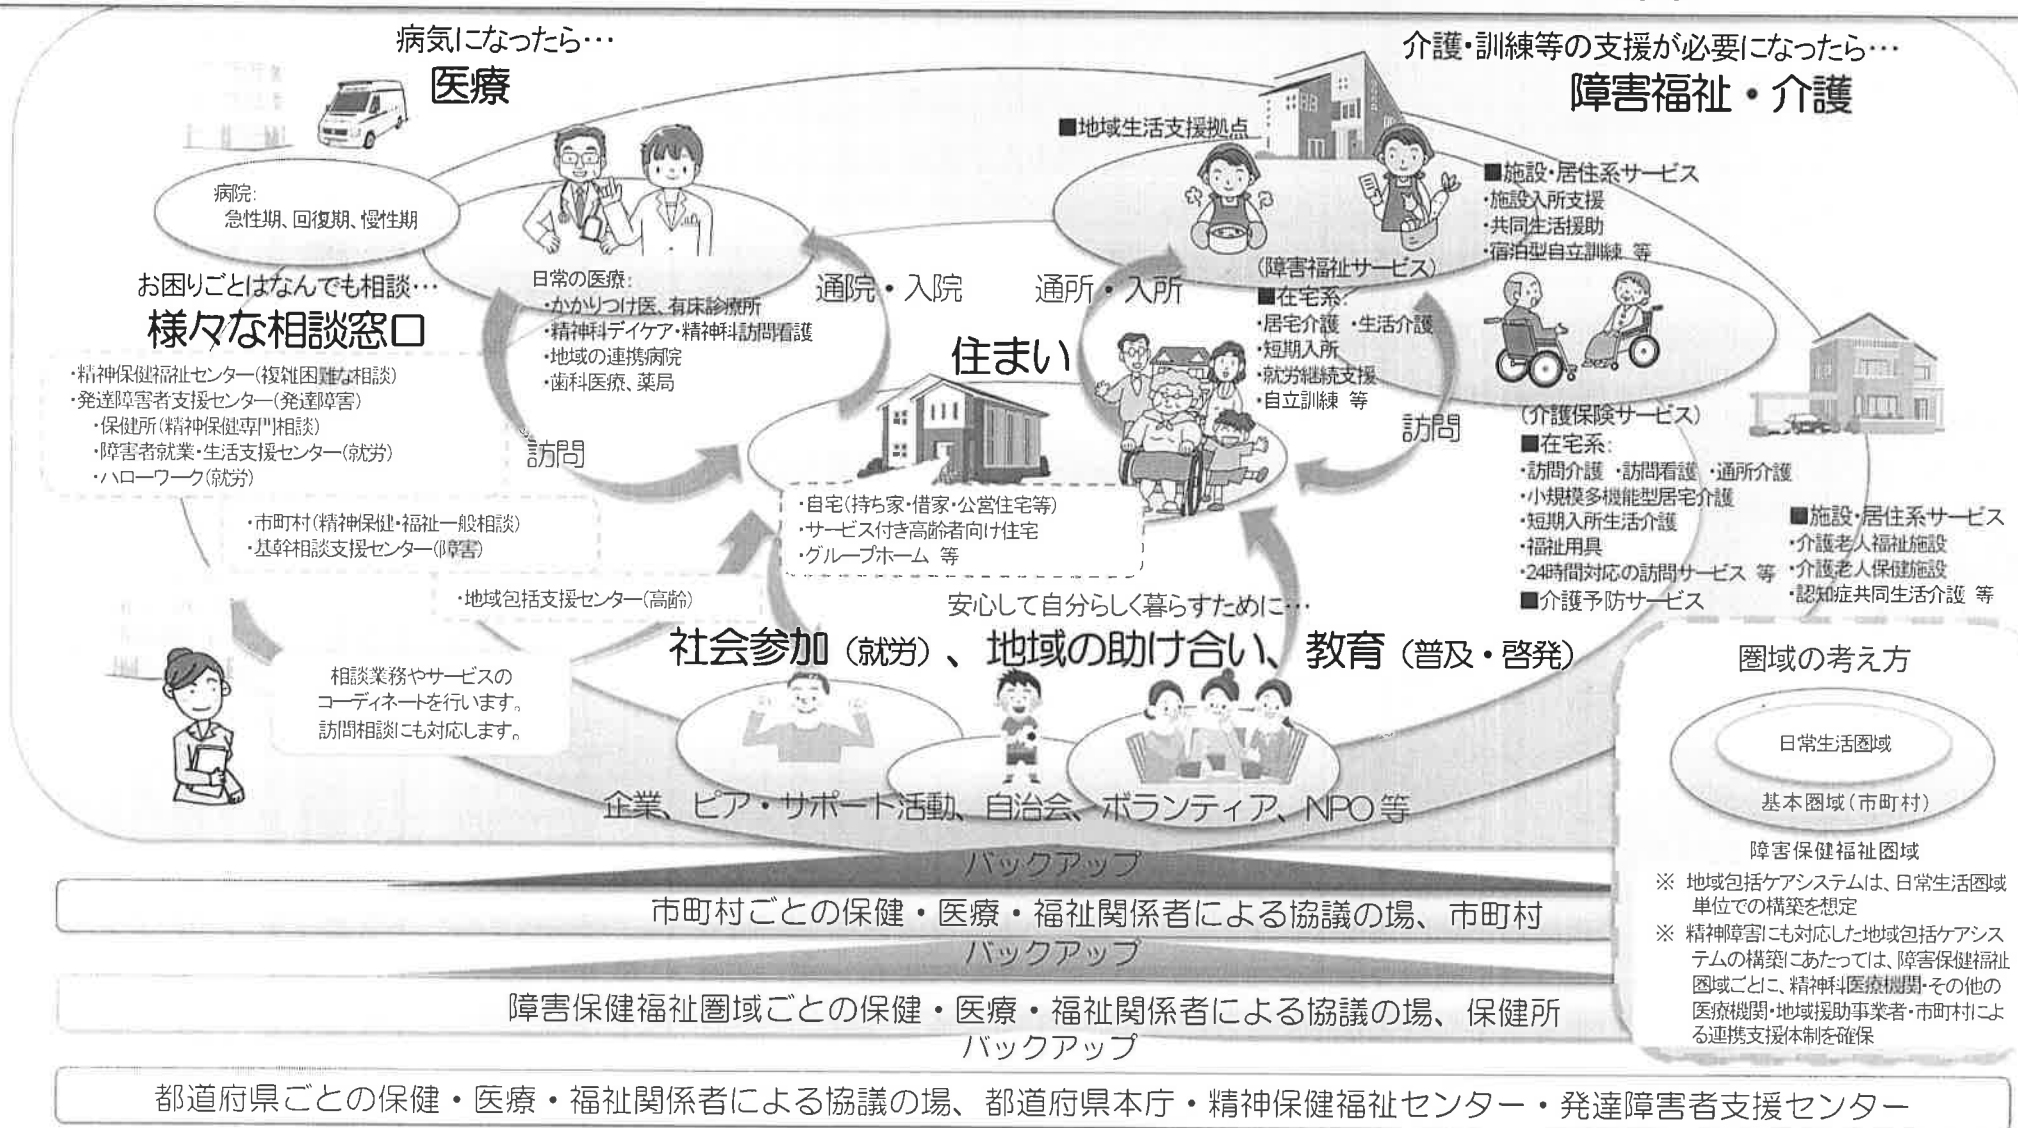 病気になったら…
医療
介護・訓練等の支援が必要になったら…
障害福祉・介護
病院:
急性期、回復期、慢性期
日常の医療:
・かかりつけ医、有床診療所
・精神科デイケア・精神科訪問看護
・地域の連携病院
・歯科医療、薬局
■地域生活支援拠点
■施設・居住系サービス
・施設入所支援
・共同生活援助
・宿泊型自立訓練 等
(障害福祉サービス)
■在宅系:
・居宅介護 ・生活介護
・短期入所
・就労継続支援
・自立訓練 等
お困りごとはなんでも相談…
様々な相談窓口
・精神保健福祉センター(複雑困難な相談)
・発達障害者支援センター(発達障害)
・保健所(精神保健専門相談)
・障害者就業・生活支援センター(就労)
・ハローワーク(就労)
・市町村(精神保健・福祉一般相談)
・基幹相談支援センター(障害)
・地域包括支援センター(高齢)
通院・入院
通所・入所
訪問
訪問
住まい
・自宅(持ち家・借家・公営住宅等)
・サービス付き高齢者向け住宅
・グループホーム 等
(介護保険サービス)
■在宅系:
・訪問介護 ・訪問看護 ・通所介護
・小規模多機能型居宅介護
・短期入所生活介護
・福祉用具
・24時間対応の訪問サービス 等
■介護予防サービス
■施設・居住系サービス
・介護老人福祉施設
・介護老人保健施設
・認知症共同生活介護 等
安心して自分らしく暮らすために…
社会参加(就労)、地域の助け合い、教育(普及・啓発)
相談業務やサービスの
コーディネートを行います。
訪問相談にも対応します。
企業、ピア・サポート活動、自治会、ボランティア、NPO等
圏域の考え方
日常生活圏域
基本圏域(市町村)
障害保健福祉圏域
※ 地域包括ケアシステムは、日常生活圏域
単位での構築を想定
※ 精神障害にも対応した地域包括ケアシス
テムの構築にあたっては、障害保健福祉
圏域ごとに、精神科医療機関・その他の
医療機関・地域援助事業者・市町村によ
る連携支援体制を確保
バックアップ
市町村ごとの保健・医療・福祉関係者による協議の場、市町村
バックアップ
障害保健福祉圏域ごとの保健・医療・福祉関係者による協議の場、保健所
バックアップ
都道府県ごとの保健・医療・福祉関係者による協議の場、都道府県本庁・精神保健福祉センター・発達障害者支援センター